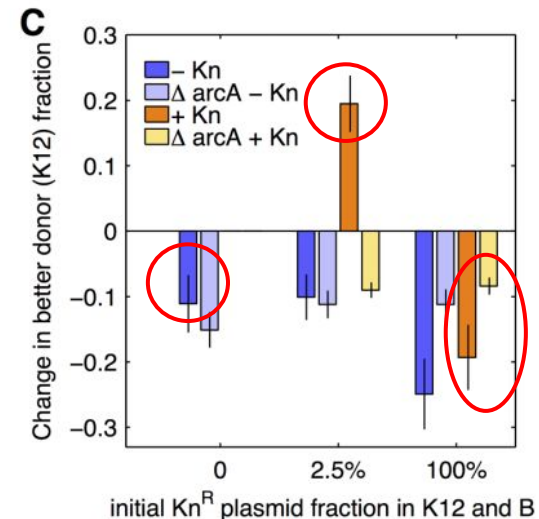 C
Change in better donor (K12) fraction
0.3
0.2
0.1
0
−0.1
−0.2
−0.3
− Kn
Δ arcA − Kn
+ Kn
Δ arcA + Kn
0 2.5% 100%
initial Kn^R plasmid fraction in K12 and B